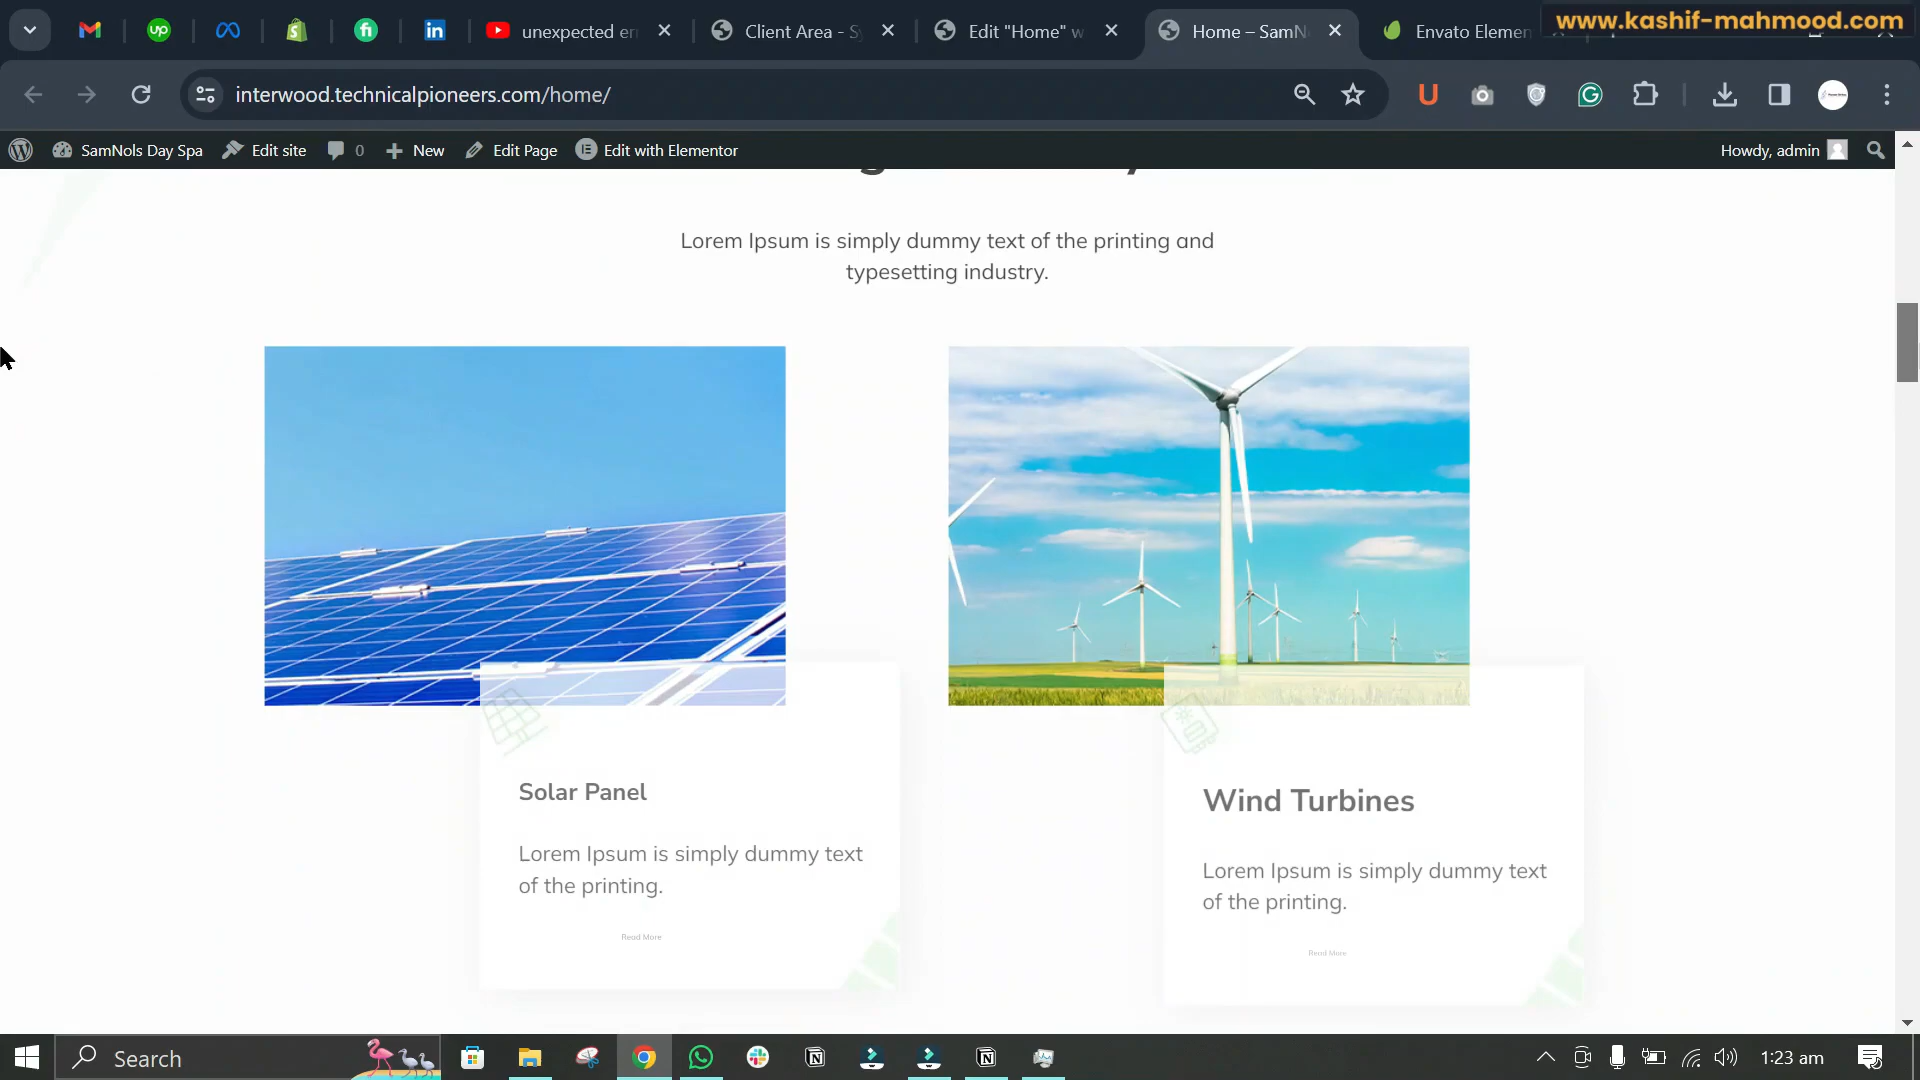 unexpected er
Client Area - S
Edit "Home" w
Home – SamN
Envato Elemen
www.kashif-mahmood.com
interwood.technicalpioneers.com/home/
SamNols Day Spa
Edit site
0
New
Edit Page
Edit with Elementor
Howdy, admin
Lorem Ipsum is simply dummy text of the printing and
typesetting industry.
Solar Panel
Lorem Ipsum is simply dummy text
of the printing.
Read More
Wind Turbines
Lorem Ipsum is simply dummy text
of the printing.
Read More
Search
1:23 am